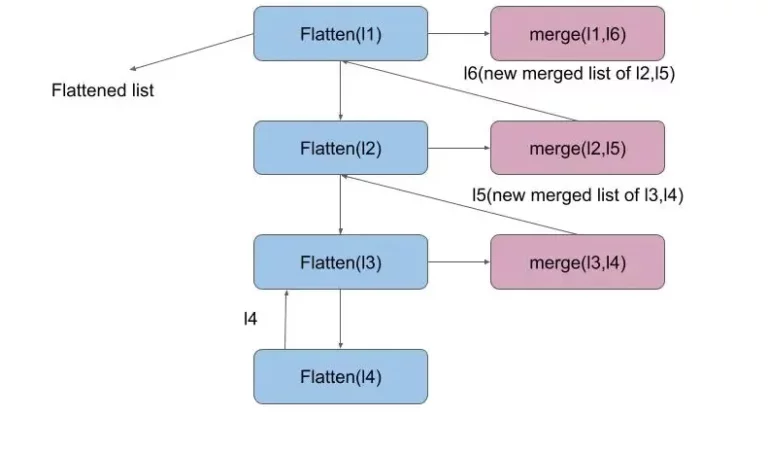 Flatten(l1)
merge(l1,l6)
l6(new merged list of l2,l5)
Flattened list
Flatten(l2)
merge(l2,l5)
l5(new merged list of l3,l4)
Flatten(l3)
merge(l3,l4)
l4
Flatten(l4)